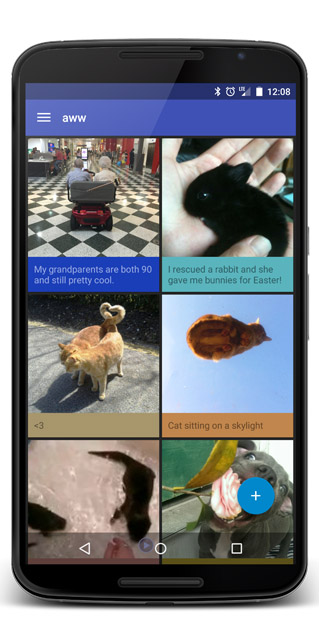 12:08
aww
My grandparents are both 90
and still pretty cool.
I rescued a rabbit and she
gave me bunnies for Easter!
<3
Cat sitting on a skylight
+